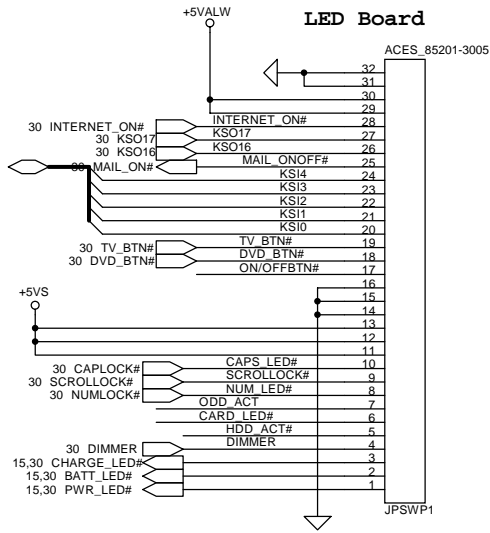 +5VALW
LED Board
ACES_85201-3005
32
31
30
29
30 INTERNET_ON# INTERNET_ON# 28
30 KSO17 KSO17 27
30 KSO16 KSO16 26
30 MAIL_ON# MAIL_ONOFF# 25
KSI4 24
KSI3 23
KSI2 22
KSI1 21
KSI0 20
30 TV_BTN# TV_BTN# 19
30 DVD_BTN# DVD_BTN# 18
ON/OFFBTN# 17
16
+5VS
15
14
13
12
11
30 CAPLOCK# CAPS_LED# 10
30 SCROLLOCK# SCROLLOCK# 9
30 NUMLOCK# NUM_LED# 8
ODD_ACT 7
CARD_LED# 6
HDD_ACT# 5
30 DIMMER DIMMER 4
15,30 CHARGE_LED# 3
15,30 BATT_LED# 2
15,30 PWR_LED# 1
JPSWP1